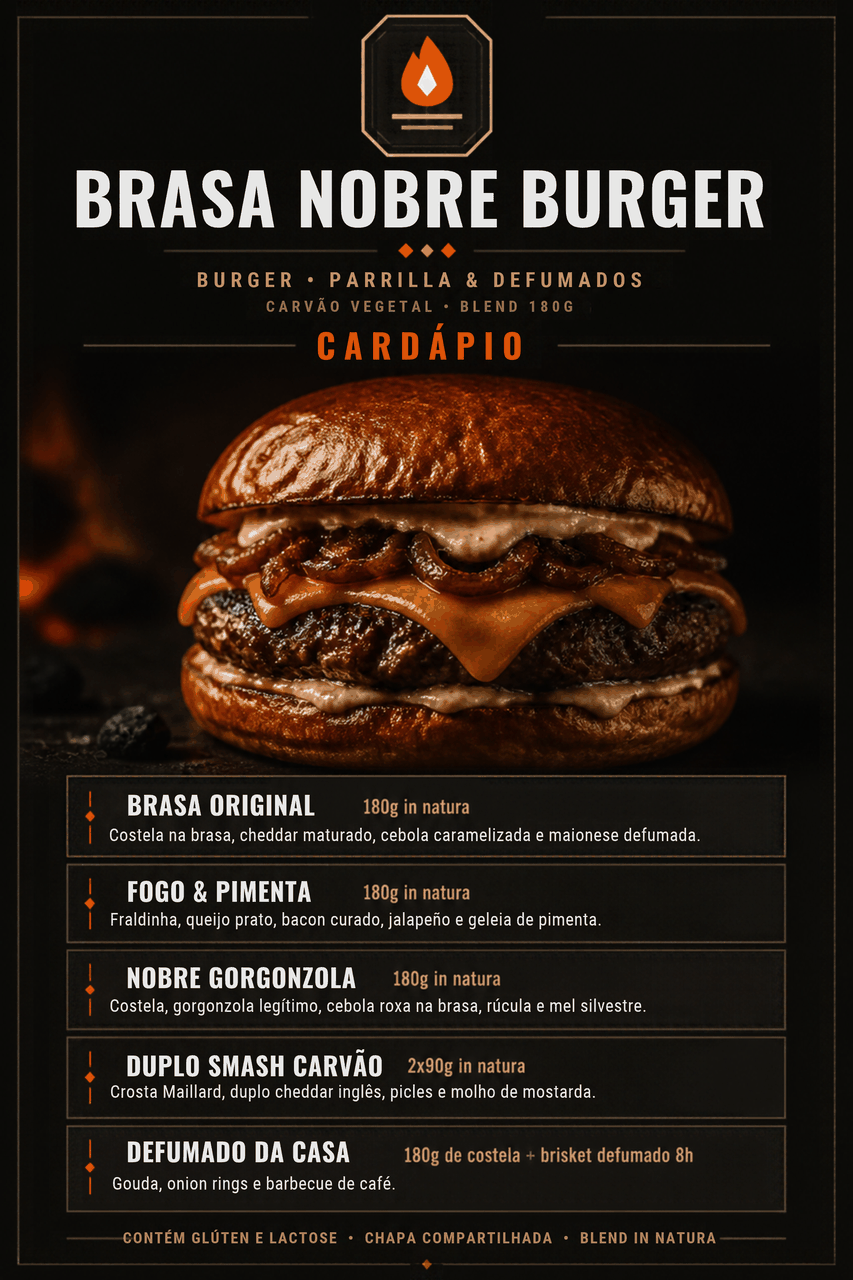 BRASA NOBRE BURGER
BURGER • PARRILLA & DEFUMADOS
CARVÃO VEGETAL • BLEND 180G
CARDÁPIO
BRASA ORIGINAL 180g in natura
Costela na brasa, cheddar maturado, cebola caramelizada e maionese defumada.
FOGO & PIMENTA 180g in natura
Fraldinha, queijo prato, bacon curado, jalapeño e geleia de pimenta.
NOBRE GORGONZOLA 180g in natura
Costela, gorgonzola legítimo, cebola roxa na brasa, rúcula e mel silvestre.
DUPLO SMASH CARVÃO 2x90g in natura
Crosta Maillard, duplo cheddar inglês, picles e molho de mostarda.
DEFUMADO DA CASA 180g de costela + brisket defumado 8h
Gouda, onion rings e barbecue de café.
CONTÉM GLÚTEN E LACTOSE • CHAPA COMPARTILHADA • BLEND IN NATURA